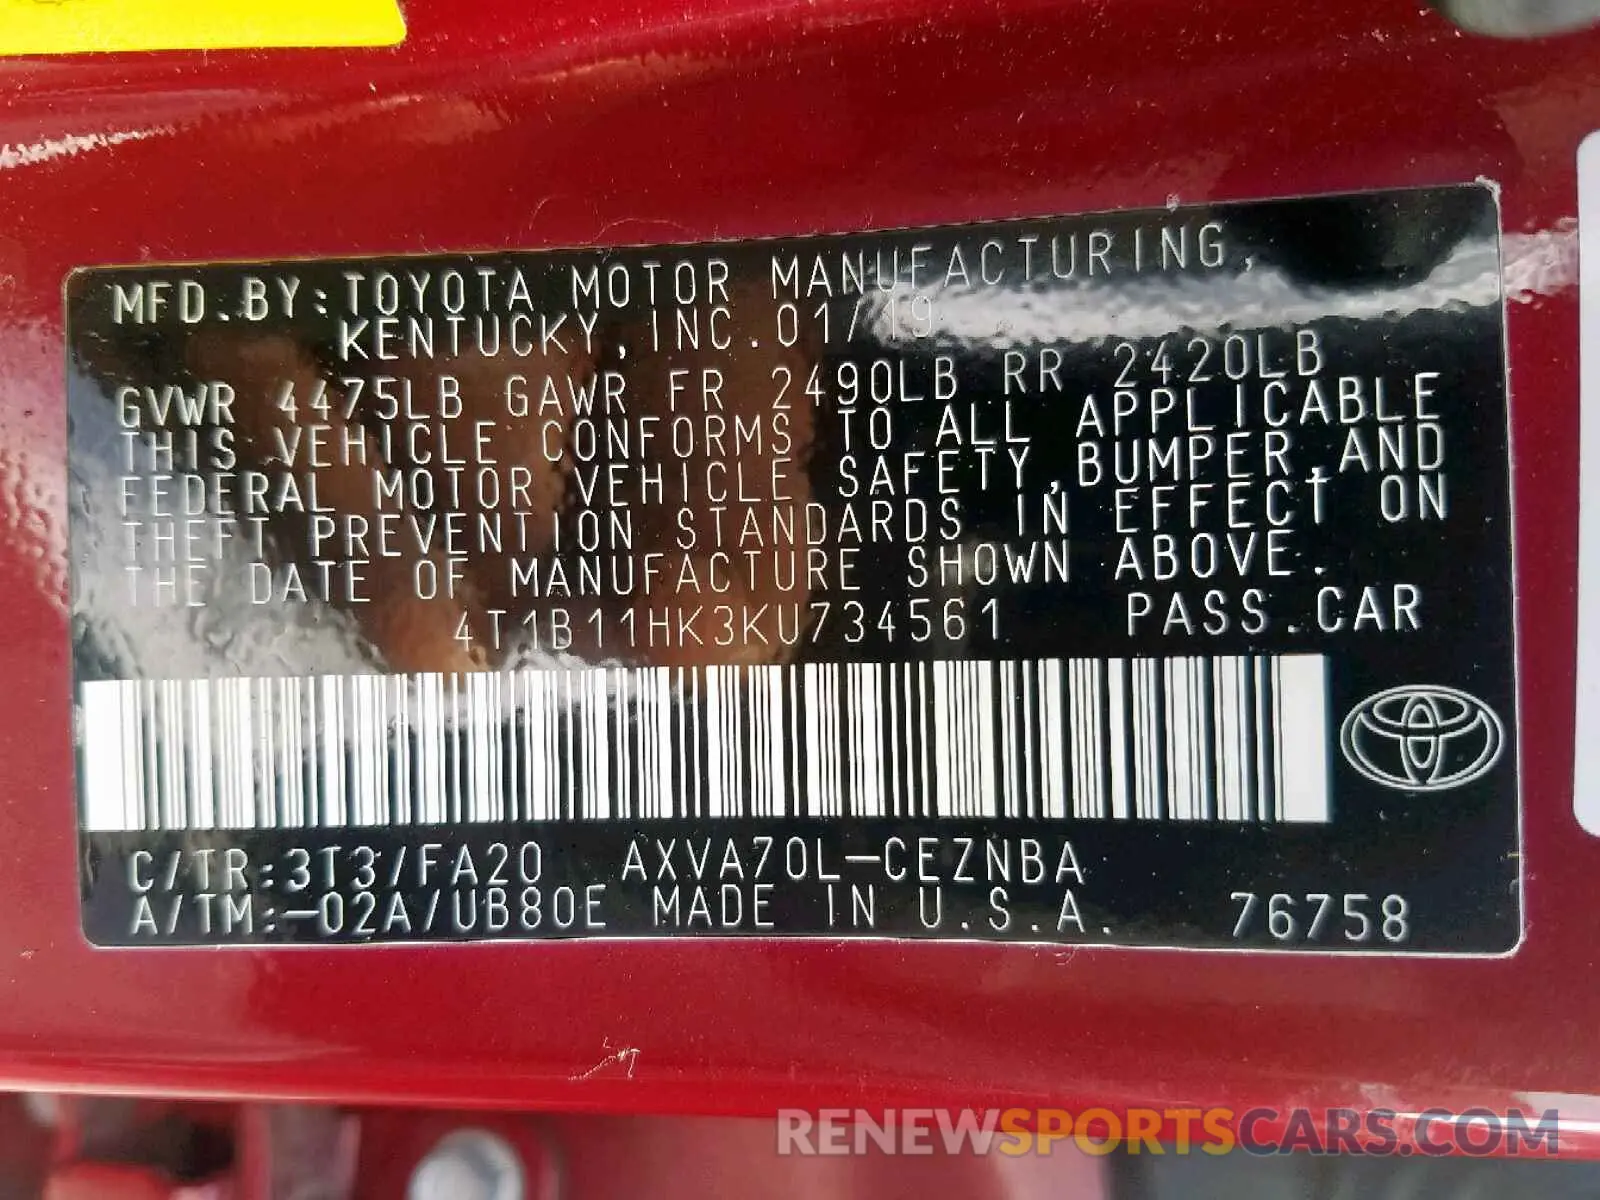 MFD. BY: TOYOTA MOTOR MANUFACTURING,
KENTUCKY, INC. 01/19
GVWR 4475LB GAWR FR 2490LB RR 2420LB
THIS VEHICLE CONFORMS TO ALL APPLICABLE
FEDERAL MOTOR VEHICLE SAFETY, BUMPER, AND
THEFT PREVENTION STANDARDS IN EFFECT ON
THE DATE OF MANUFACTURE SHOWN ABOVE.
4T1B11HK3KU734561 PASS. CAR
C/TR:3T3/FA20 AXVA70L-CEZNBA
A/TM:-02A/UB80E MADE IN U.S.A. 76758
RENEWSPORTSCARS.COM